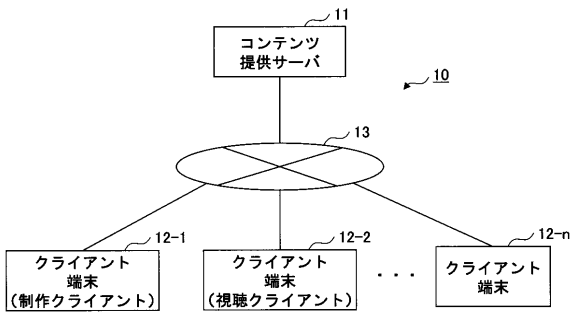 11
コンテンツ
提供サーバ
10
13
12-1
クライアント
端末
(制作クライアント)
12-2
クライアント
端末
(視聴クライアント)
・・・
12-n
クライアント
端末